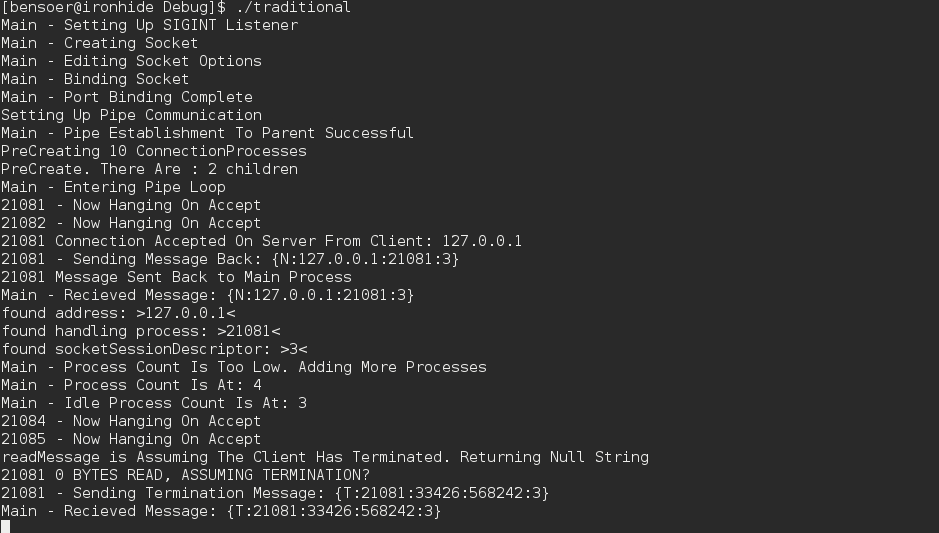 [bensoer@ironhide Debug]$ ./traditional
Main - Setting Up SIGINT Listener
Main - Creating Socket
Main - Editing Socket Options
Main - Binding Socket
Main - Port Binding Complete
Setting Up Pipe Communication
Main - Pipe Establishment To Parent Successful
PreCreating 10 ConnectionProcesses
PreCreate. There Are : 2 children
Main - Entering Pipe Loop
21081 - Now Hanging On Accept
21082 - Now Hanging On Accept
21081 Connection Accepted On Server From Client: 127.0.0.1
21081 - Sending Message Back: {N:127.0.0.1:21081:3}
21081 Message Sent Back to Main Process
Main - Recieved Message: {N:127.0.0.1:21081:3}
found address: >127.0.0.1<
found handling process: >21081<
found socketSessionDescriptor: >3<
Main - Process Count Is Too Low. Adding More Processes
Main - Process Count Is At: 4
Main - Idle Process Count Is At: 3
21084 - Now Hanging On Accept
21085 - Now Hanging On Accept
readMessage is Assuming The Client Has Terminated. Returning Null String
21081 0 BYTES READ, ASSUMING TERMINATION?
21081 - Sending Termination Message: {T:21081:33426:568242:3}
Main - Recieved Message: {T:21081:33426:568242:3}